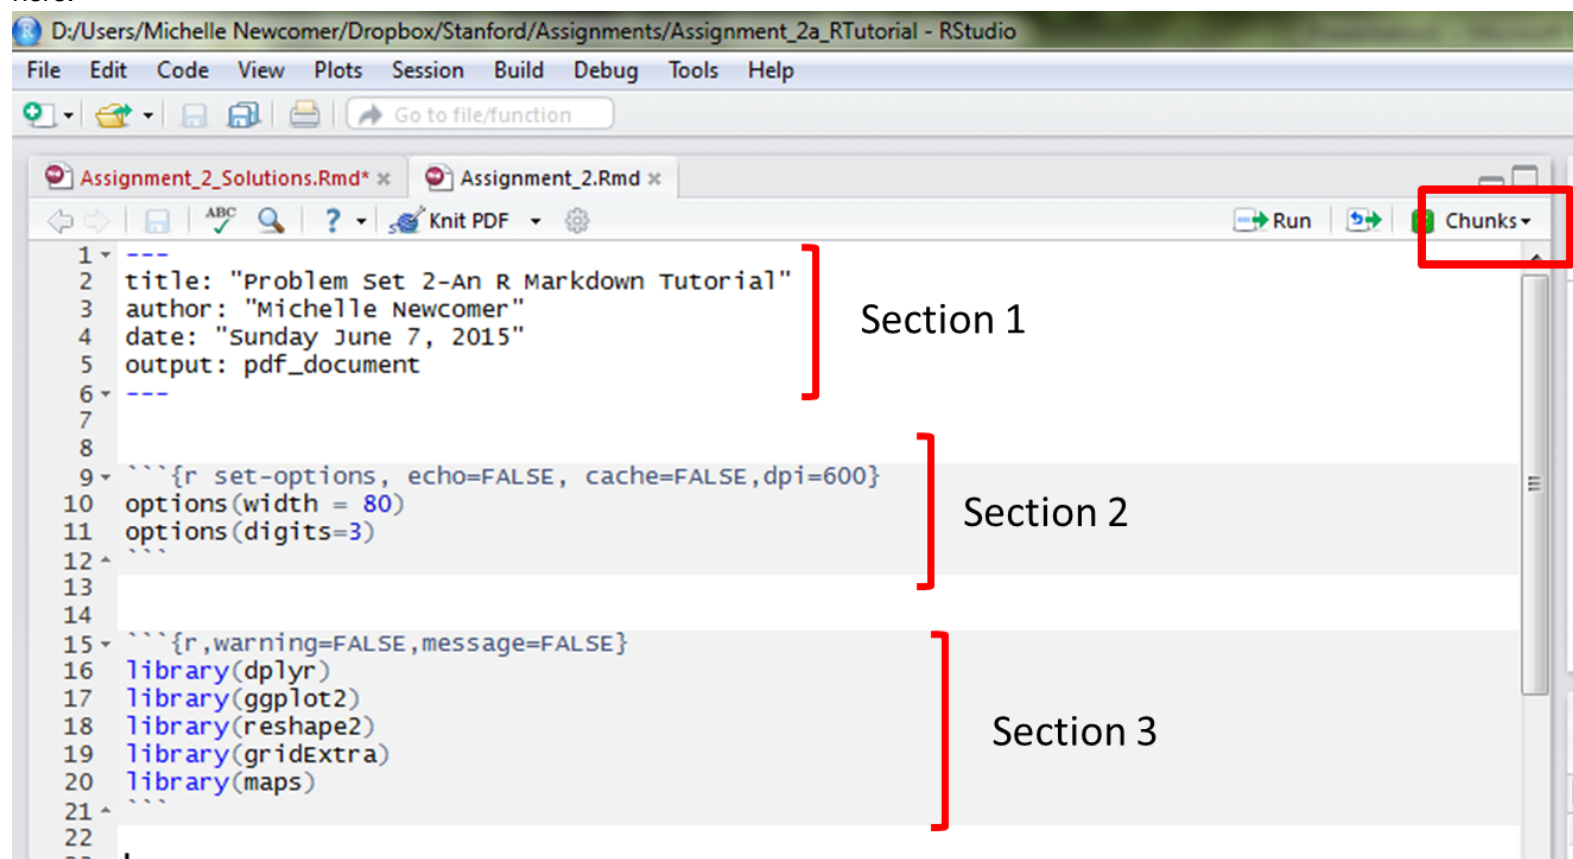 D:/Users/Michelle Newcomer/Dropbox/Stanford/Assignments/Assignment_2a_RTutorial - RStudio
File Edit Code View Plots Session Build Debug Tools Help
Go to file/function
Assignment_2_Solutions.Rmd* × Assignment_2.Rmd ×
ABC ? Knit PDF Run Chunks
1 ---
2 title: "Problem Set 2-An R Markdown Tutorial"
3 author: "Michelle Newcomer"
4 date: "Sunday June 7, 2015"
5 output: pdf_document
6 ---
Section 1
7
8
9 ```{r set-options, echo=FALSE, cache=FALSE,dpi=600}
10 options(width = 80)
11 options(digits=3)
12 ```
Section 2
13
14
15 ```{r,warning=FALSE,message=FALSE}
16 library(dplyr)
17 library(ggplot2)
18 library(reshape2)
19 library(gridExtra)
20 library(maps)
21 ```
Section 3
22